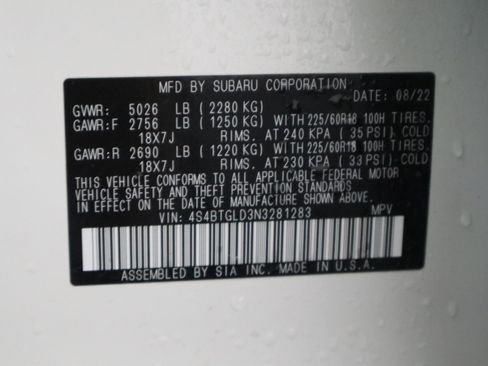 MFD BY SUBARU CORPORATION
DATE: 08/22
GVWR: 5026 LB (2280 KG)
GAWR:F 2756 LB (1250 KG) WITH 225/60R18 100H TIRES.
18X7J RIMS. AT 240 KPA (35 PSI) COLD
GAWR:R 2690 LB (1220 KG) WITH 225/60R18 100H TIRES.
18X7J RIMS. AT 230 KPA (33 PSI) COLD
THIS VEHICLE CONFORMS TO ALL APPLICABLE FEDERAL MOTOR
VEHICLE SAFETY AND THEFT PREVENTION STANDARDS
IN EFFECT ON THE DATE OF MANUFACTURE SHOWN ABOVE.
VIN: 4S4BTGLD3N3281283 MPV
ASSEMBLED BY SIA INC. MADE IN U.S.A.